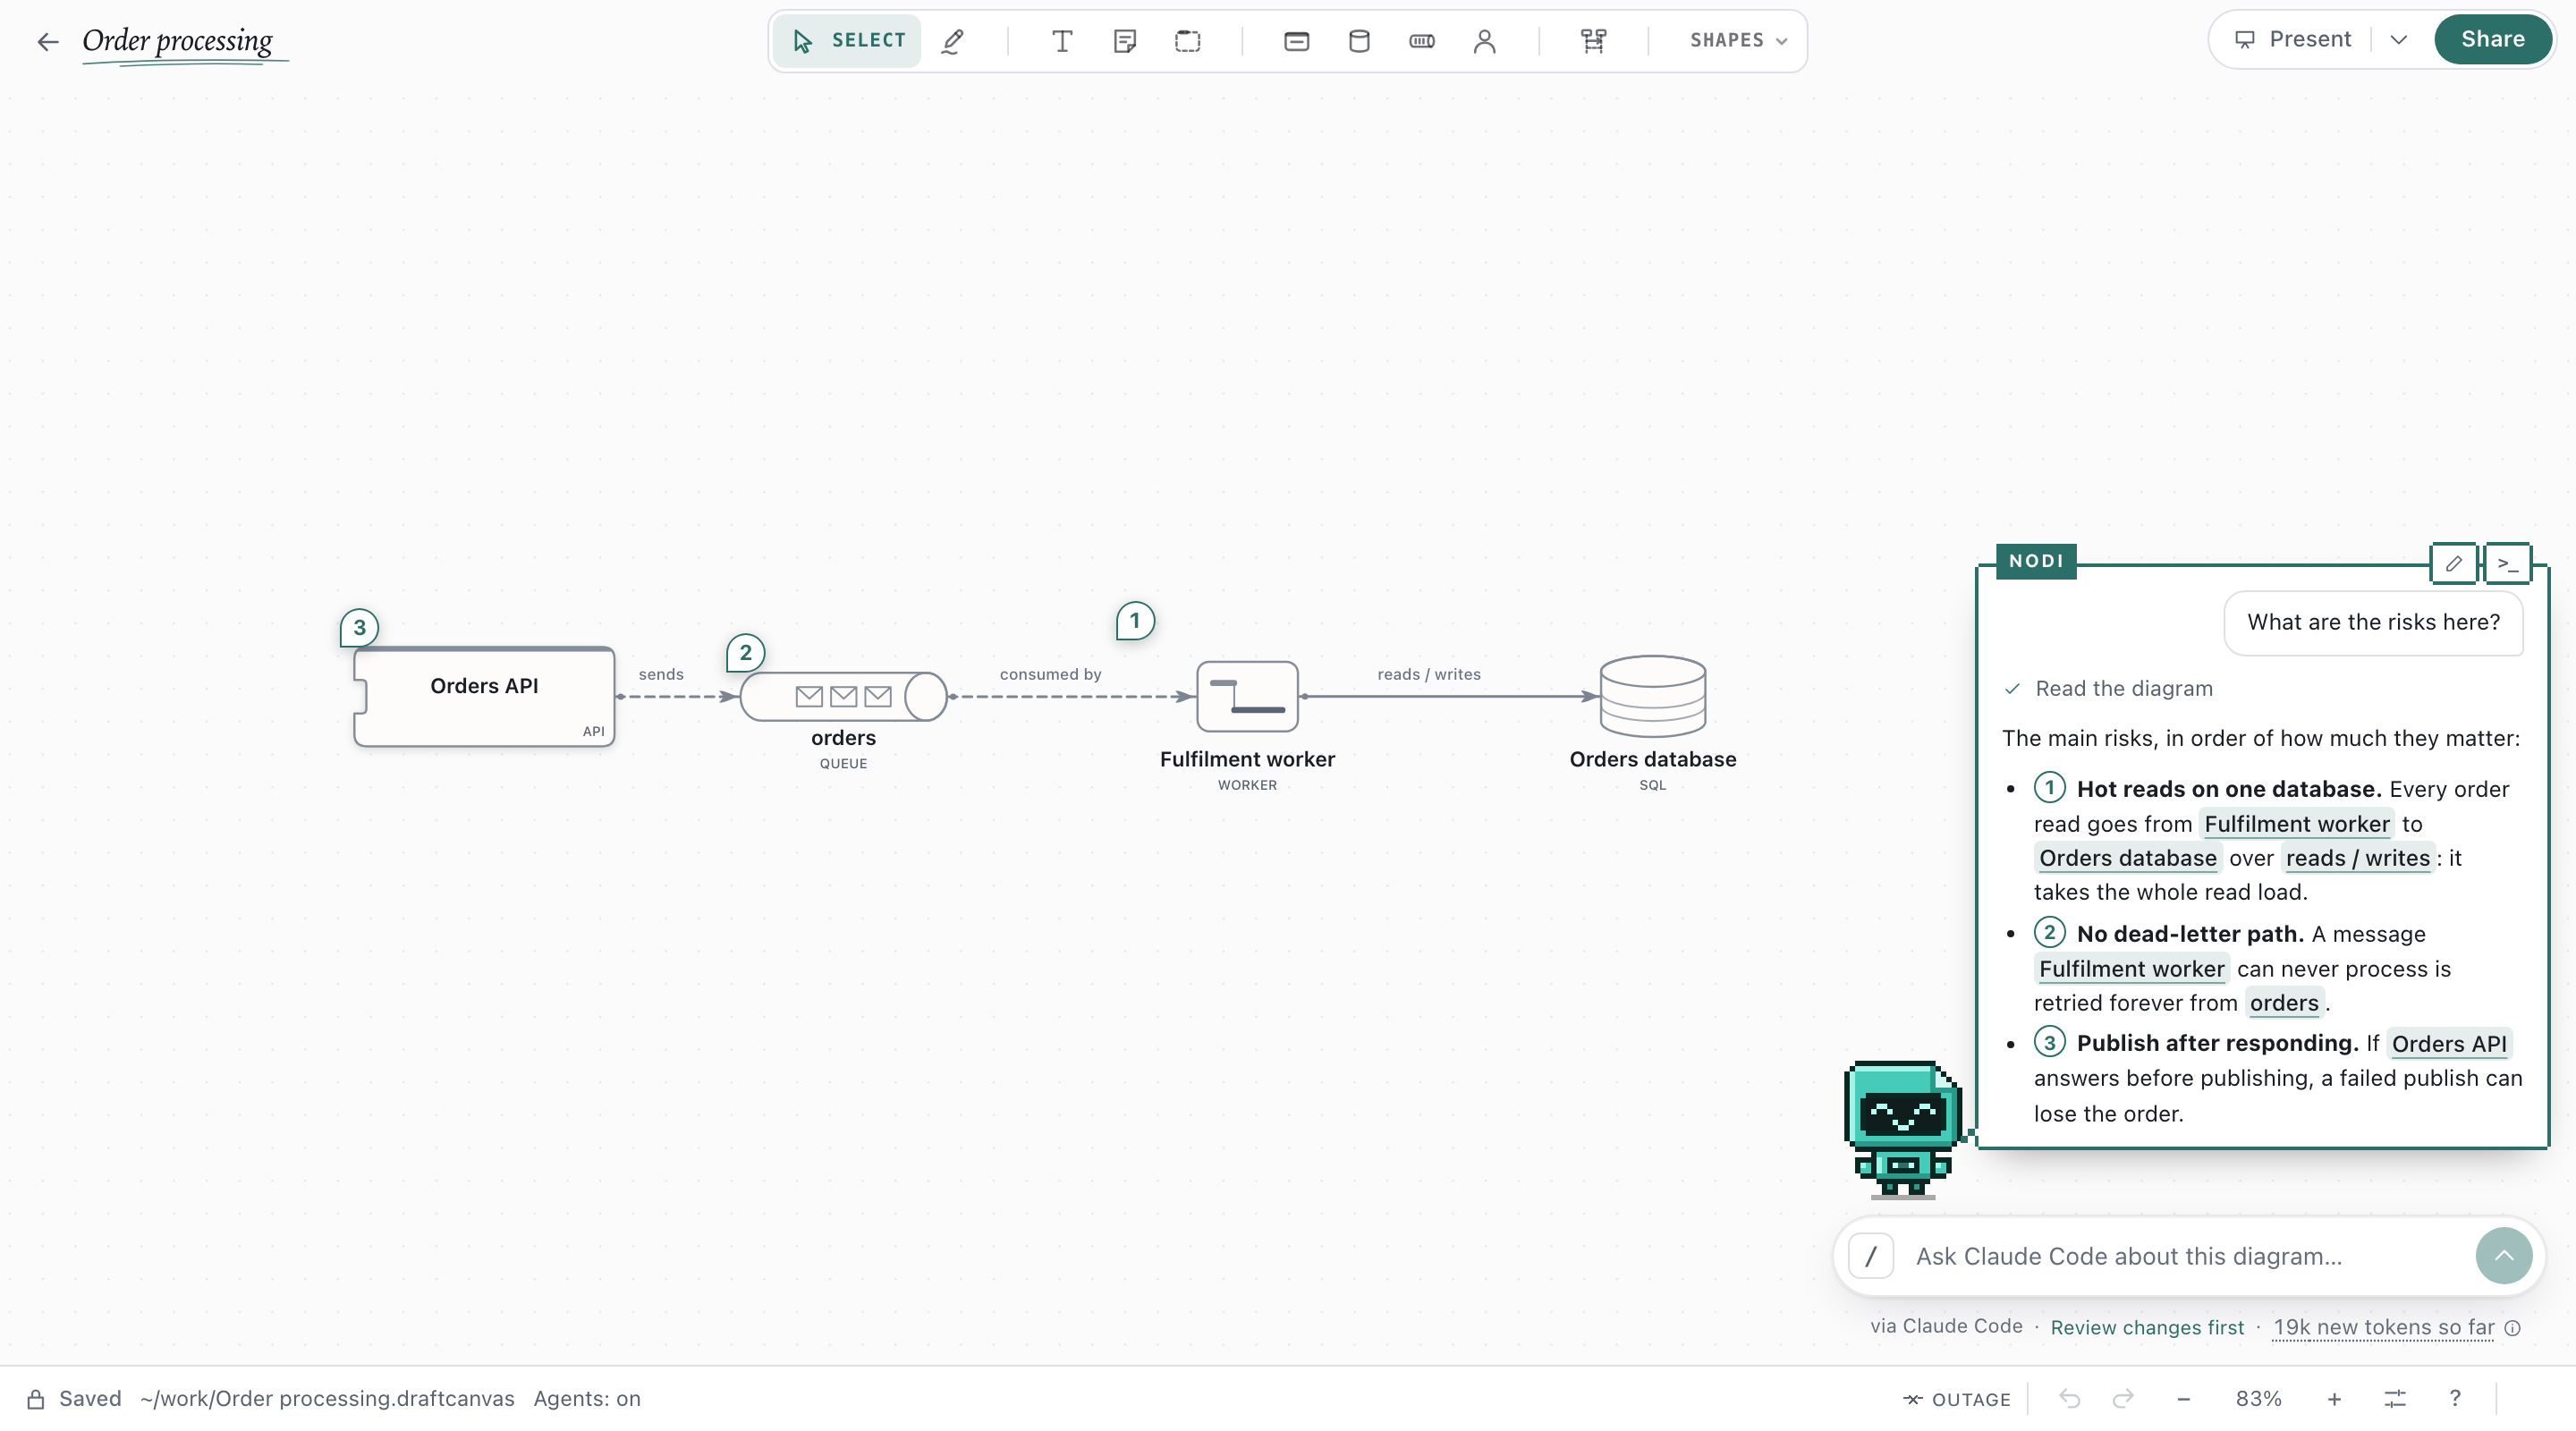 Order processing
SELECT
SHAPES
Present
Share
3
Orders API
API
sends
2
orders
QUEUE
consumed by
1
Fulfilment worker
WORKER
reads / writes
Orders database
SQL
NODI
>_
What are the risks here?
Read the diagram
The main risks, in order of how much they matter:
• 1 Hot reads on one database. Every order
read goes from Fulfilment worker to
Orders database over reads / writes: it
takes the whole read load.
• 2 No dead-letter path. A message
Fulfilment worker can never process is
retried forever from orders.
• 3 Publish after responding. If Orders API
answers before publishing, a failed publish can
lose the order.
/ Ask Claude Code about this diagram...
via Claude Code · Review changes first · 19k new tokens so far
Saved ~/work/Order processing.draftcanvas Agents: on
OUTAGE
− 83% + ?